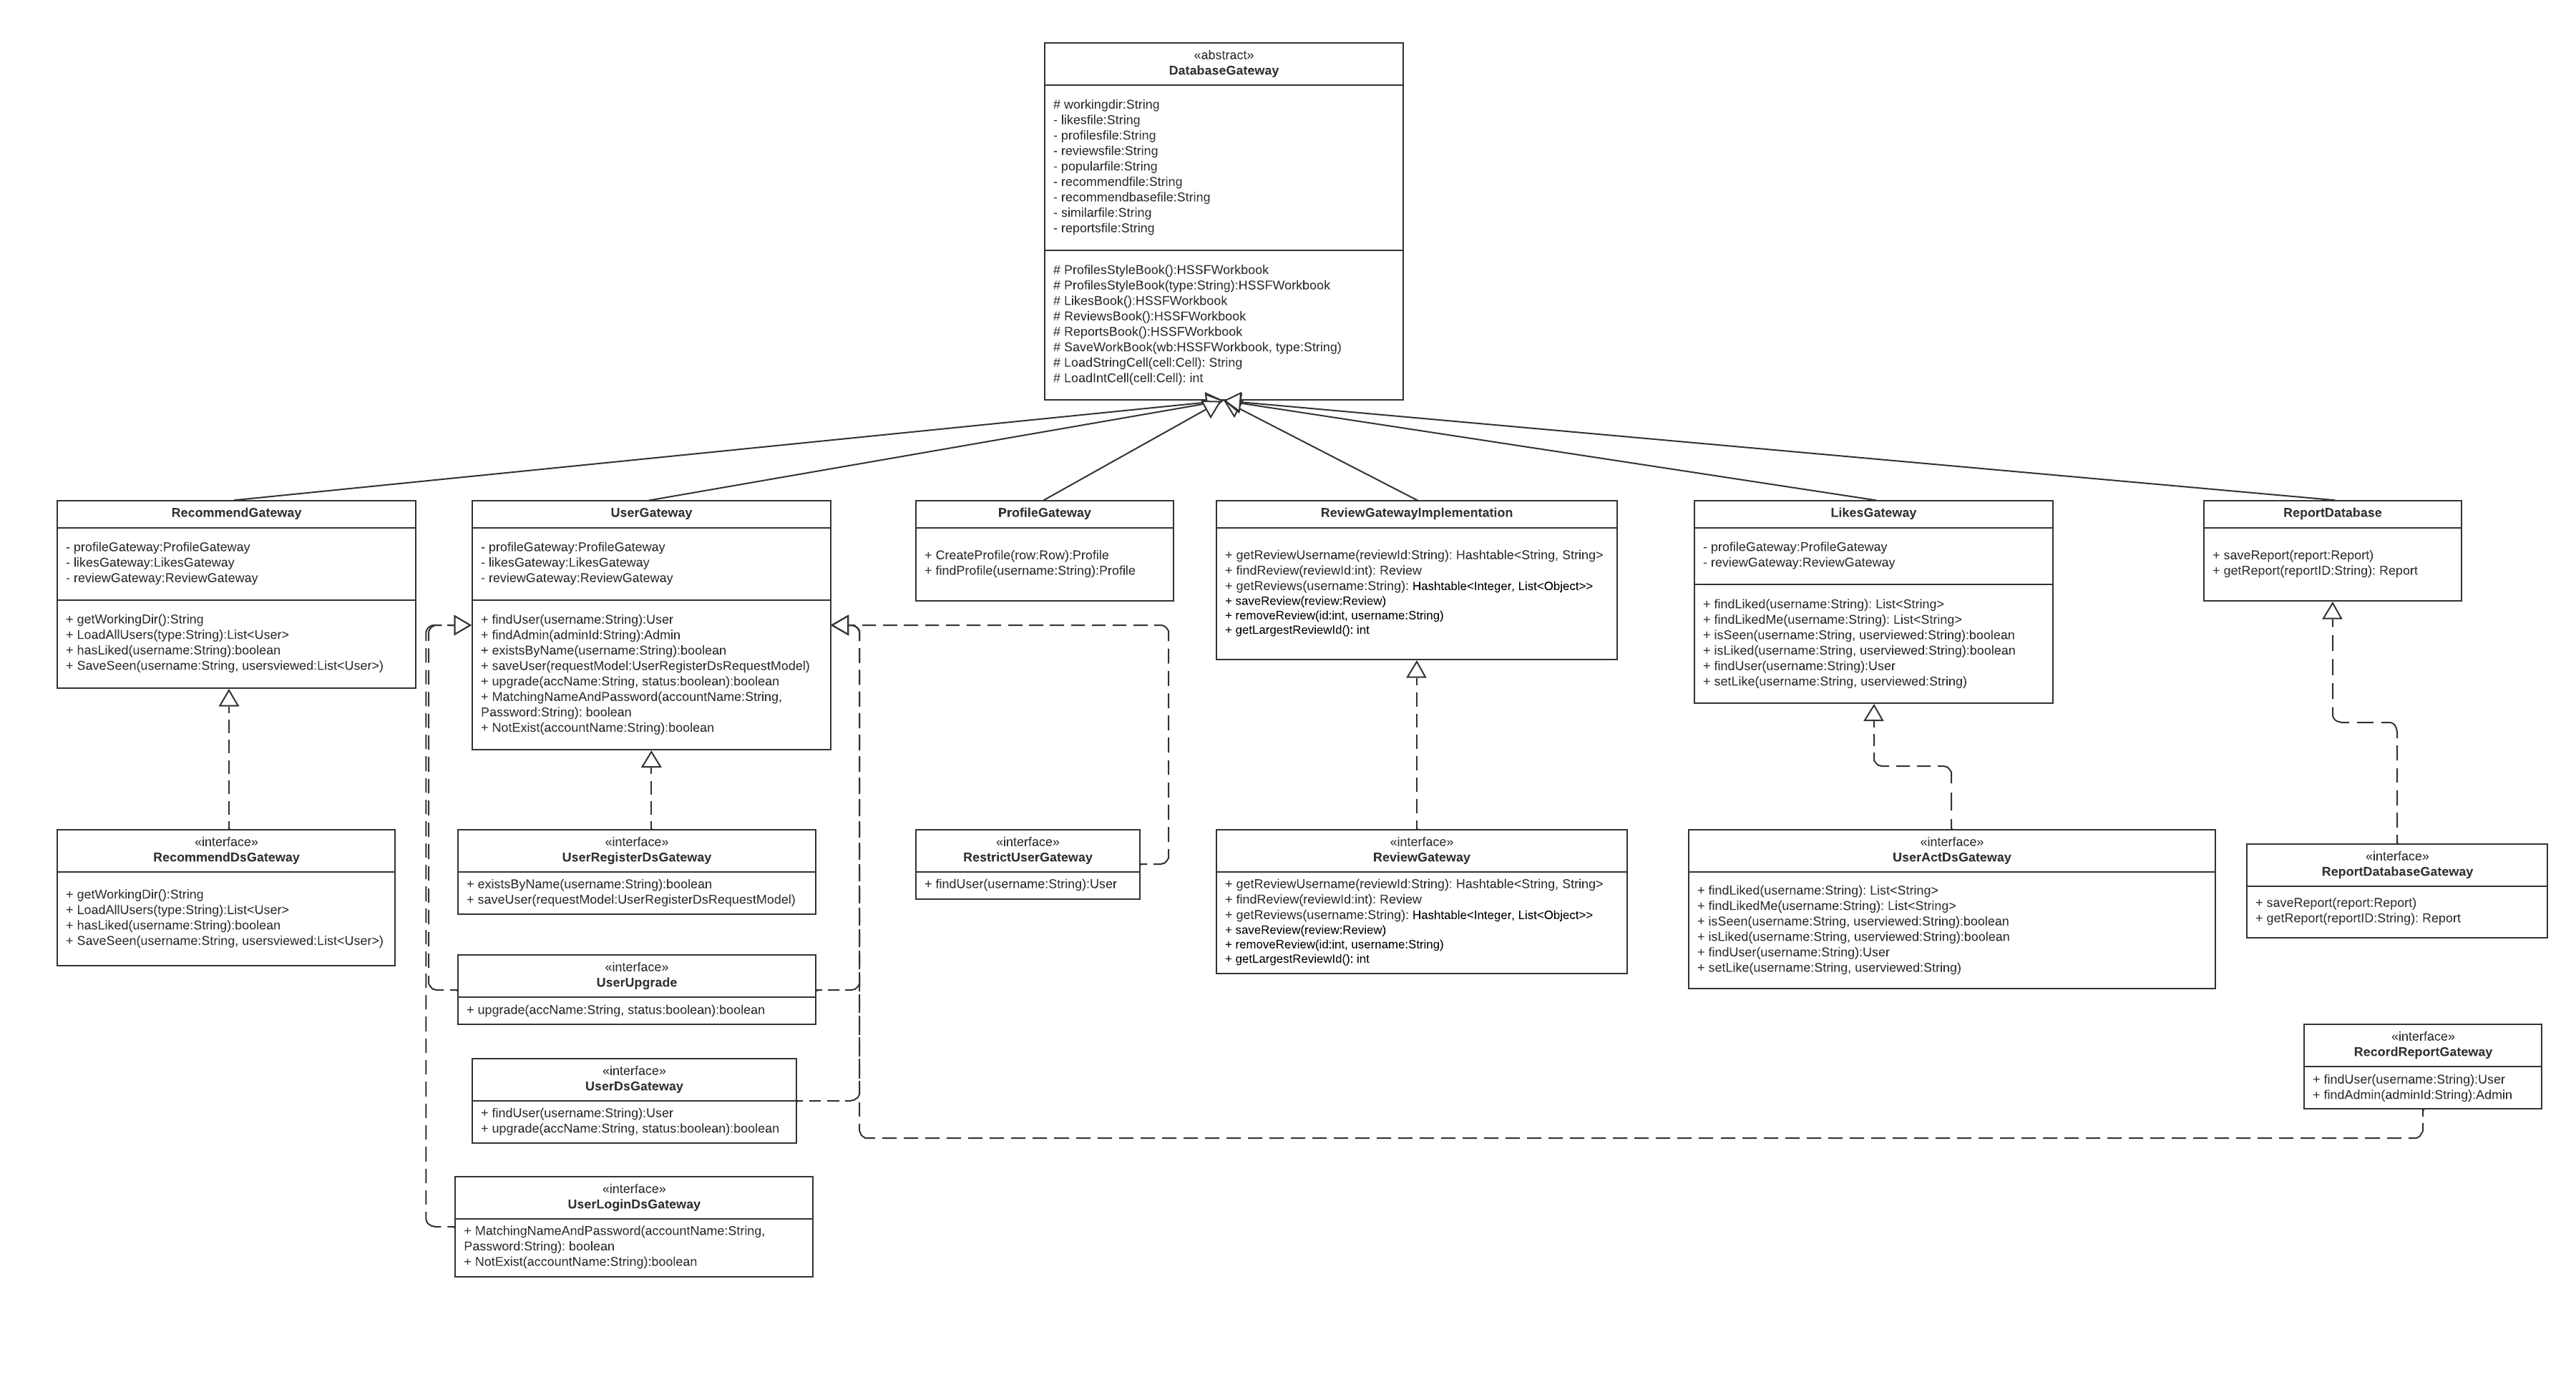 «abstract»
DatabaseGateway
# workingdir:String
- likesfile:String
- profilesfile:String
- reviewsfile:String
- popularfile:String
- recommendfile:String
- recommendbasefile:String
- similarfile:String
- reportsfile:String
# ProfilesStyleBook():HSSFWorkbook
# ProfilesStyleBook(type:String):HSSFWorkbook
# LikesBook():HSSFWorkbook
# ReviewsBook():HSSFWorkbook
# ReportsBook():HSSFWorkbook
# SaveWorkBook(wb:HSSFWorkbook, type:String)
# LoadStringCell(cell:Cell): String
# LoadIntCell(cell:Cell): int
RecommendGateway
- profileGateway:ProfileGateway
- likesGateway:LikesGateway
- reviewGateway:ReviewGateway
+ getWorkingDir():String
+ LoadAllUsers(type:String):List<User>
+ hasLiked(username:String):boolean
+ SaveSeen(username:String, usersviewed:List<User>)
UserGateway
- profileGateway:ProfileGateway
- likesGateway:LikesGateway
- reviewGateway:ReviewGateway
+ findUser(username:String):User
+ findAdmin(adminId:String):Admin
+ existsByName(username:String):boolean
+ saveUser(requestModel:UserRegisterDsRequestModel)
+ upgrade(accName:String, status:boolean):boolean
+ MatchingNameAndPassword(accountName:String,
Password:String): boolean
+ NotExist(accountName:String):boolean
ProfileGateway
+ CreateProfile(row:Row):Profile
+ findProfile(username:String):Profile
ReviewGatewayImplementation
+ getReviewUsername(reviewId:String): Hashtable<String, String>
+ findReview(reviewId:int): Review
+ getReviews(username:String): Hashtable<Integer, List<Object>>
+ saveReview(review:Review)
+ removeReview(id:int, username:String)
+ getLargestReviewId(): int
LikesGateway
- profileGateway:ProfileGateway
- reviewGateway:ReviewGateway
+ findLiked(username:String): List<String>
+ findLikedMe(username:String): List<String>
+ isSeen(username:String, userviewed:String):boolean
+ isLiked(username:String, userviewed:String):boolean
+ findUser(username:String):User
+ setLike(username:String, userviewed:String)
ReportDatabase
+ saveReport(report:Report)
+ getReport(reportID:String): Report
«interface»
RecommendDsGateway
+ getWorkingDir():String
+ LoadAllUsers(type:String):List<User>
+ hasLiked(username:String):boolean
+ SaveSeen(username:String, usersviewed:List<User>)
«interface»
UserRegisterDsGateway
+ existsByName(username:String):boolean
+ saveUser(requestModel:UserRegisterDsRequestModel)
«interface»
RestrictUserGateway
+ findUser(username:String):User
«interface»
ReviewGateway
+ getReviewUsername(reviewId:String): Hashtable<String, String>
+ findReview(reviewId:int): Review
+ getReviews(username:String): Hashtable<Integer, List<Object>>
+ saveReview(review:Review)
+ removeReview(id:int, username:String)
+ getLargestReviewId(): int
«interface»
UserActDsGateway
+ findLiked(username:String): List<String>
+ findLikedMe(username:String): List<String>
+ isSeen(username:String, userviewed:String):boolean
+ isLiked(username:String, userviewed:String):boolean
+ findUser(username:String):User
+ setLike(username:String, userviewed:String)
«interface»
ReportDatabaseGateway
+ saveReport(report:Report)
+ getReport(reportID:String): Report
«interface»
UserUpgrade
+ upgrade(accName:String, status:boolean):boolean
«interface»
RecordReportGateway
+ findUser(username:String):User
+ findAdmin(adminId:String):Admin
«interface»
UserDsGateway
+ findUser(username:String):User
+ upgrade(accName:String, status:boolean):boolean
«interface»
UserLoginDsGateway
+ MatchingNameAndPassword(accountName:String,
Password:String): boolean
+ NotExist(accountName:String):boolean